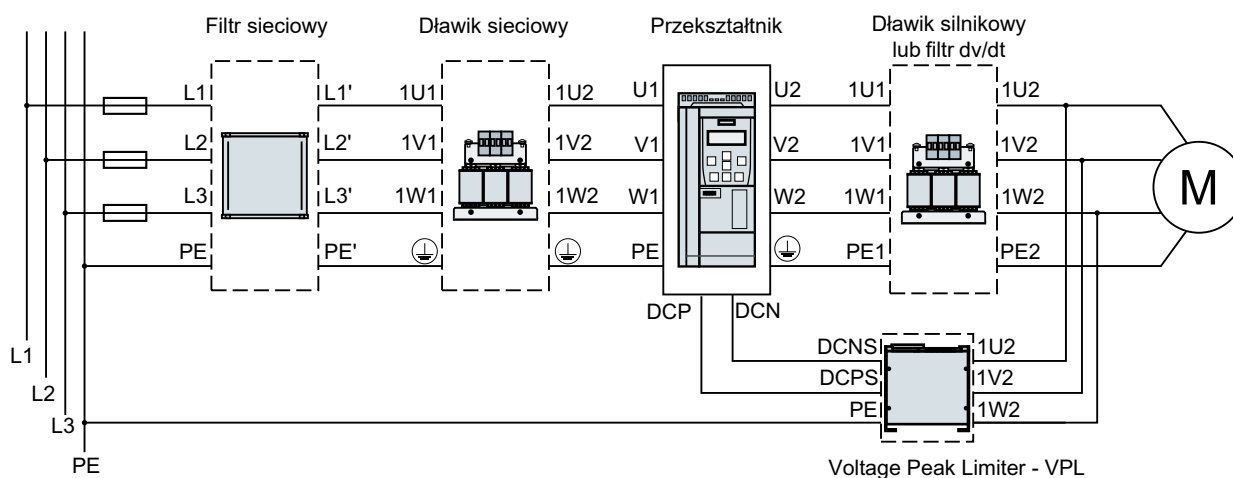 Filtr sieciowy Dławik sieciowy Przekształtnik Dławik silnikowy
lub filtr dv/dt
L1 L1' 1U1 1U2 U1 U2 1U1 1U2
L2 L2' 1V1 1V2 V1 V2 1V1 1V2
L3 L3' 1W1 1W2 W1 W2 1W1 1W2
M
PE PE' PE PE1 PE2
DCP DCN
L1 DCNS 1U2
L2 DCPS 1V2
L3 PE 1W2
PE
Voltage Peak Limiter - VPL